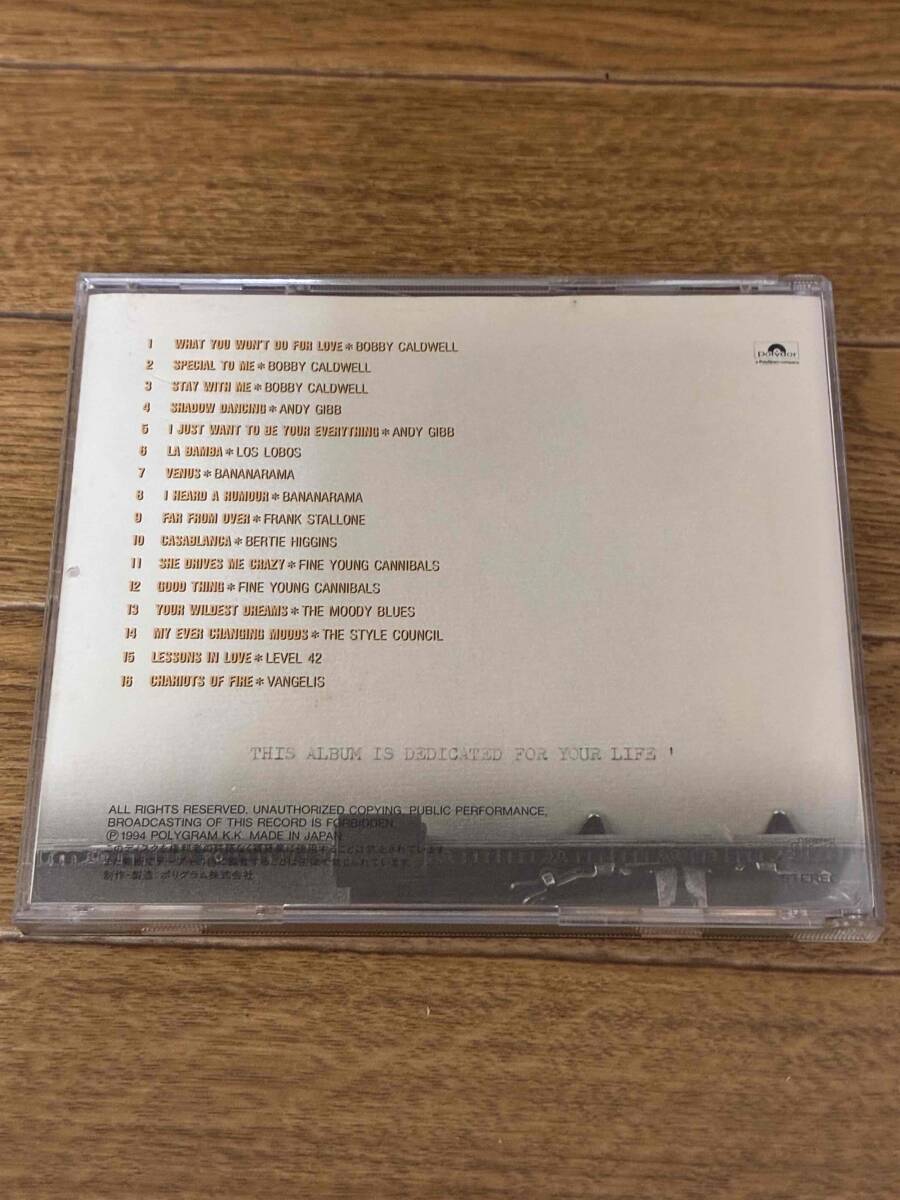 1 WHAT YOU WON'T DO FOR LOVE * BOBBY CALDWELL
2 SPECIAL TO ME * BOBBY CALDWELL
3 STAY WITH ME * BOBBY CALDWELL
4 SHADOW DANCING * ANDY GIBB
5 I JUST WANT TO BE YOUR EVERYTHING * ANDY GIBB
6 LA BAMBA * LOS LOBOS
7 VENUS * BANANARAMA
8 I HEARD A RUMOUR * BANANARAMA
9 FAR FROM OVER * FRANK STALLONE
10 CASABLANCA * BERTIE HIGGINS
11 SHE DRIVES ME CRAZY * FINE YOUNG CANNIBALS
12 GOOD THING * FINE YOUNG CANNIBALS
13 YOUR WILDEST DREAMS * THE MOODY BLUES
14 MY EVER CHANGING MOODS * THE STYLE COUNCIL
15 LESSONS IN LOVE * LEVEL 42
16 CHARIOTS OF FIRE * VANGELIS
polydor
THIS ALBUM IS DEDICATED FOR YOUR LIFE '
ALL RIGHTS RESERVED. UNAUTHORIZED COPYING, PUBLIC PERFORMANCE,
BROADCASTING OF THIS RECORD IS FORBIDDEN.
℗ 1994 POLYGRAM K.K. MADE IN JAPAN
制作・製造:ポリグラム株式会社
STEREO